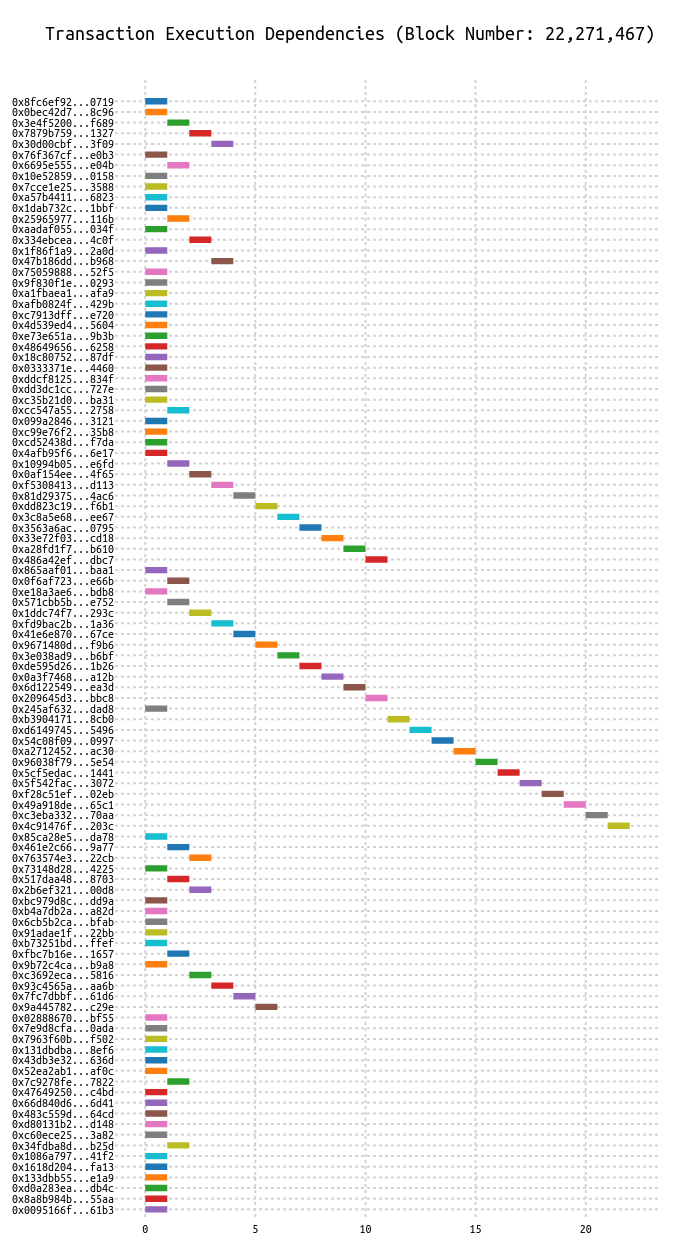 Transaction Execution Dependencies (Block Number: 22,271,467)
0x8fc6ef92...0719
0x0bec42d7...8c96
0x3e4f5200...f689
0x7879b759...1327
0x30d00cbf...3f09
0x76f367cf...e0b3
0x6695e555...e04b
0x10e52859...0158
0x7cce1e25...3588
0xa57b4411...6823
0x1dab732c...1bbf
0x25965977...116b
0xaadaf055...034f
0x334ebcea...4c0f
0x1f86f1a9...2a0d
0x47b186dd...b968
0x75059888...52f5
0x9f830f1e...0293
0xa1fbaea1...afa9
0xafb0824f...429b
0xc7913dff...e720
0x4d539ed4...5604
0xe73e651a...9b3b
0x48649656...6258
0x18c80752...87df
0x0333371e...4460
0xddcf8125...834f
0xdd3dc1cc...727e
0xc35b21d0...ba31
0xcc547a55...2758
0x099a2846...3121
0xc99e76f2...35b8
0xcd52438d...f7da
0x4afb95f6...6e17
0x10994b05...e6fd
0x0af154ee...4f65
0xf5308413...d113
0x81d29375...4ac6
0xdd823c19...f6b1
0x3c8a5e68...ee67
0x3563a6ac...0795
0x33e72f03...cd18
0xa28fd1f7...b610
0x486a42ef...dbc7
0x865aaf01...baa1
0x0f6af723...e66b
0xe18a3ae6...bdb8
0x571cbb5b...e752
0x1ddc74f7...293c
0xfd9bac2b...1a36
0x41e6e870...67ce
0x9671480d...f9b6
0x3e038ad9...b6bf
0xde595d26...1b26
0x0a3f7468...a12b
0x6d122549...ea3d
0x209645d3...bbc8
0x245af632...dad8
0xb3904171...8cb0
0xd6149745...5496
0x54c08f09...0997
0xa2712452...ac30
0x96038f79...5e54
0x5cf5edac...1441
0x5f542fac...3072
0xf28c51ef...02eb
0x49a918de...65c1
0xc3eba332...70aa
0x4c91476f...203c
0x85ca28e5...da78
0x461e2c66...9a77
0x763574e3...22cb
0x73148d28...4225
0x517daa48...8703
0x2b6ef321...00d8
0xbc979d8c...dd9a
0xb4a7db2a...a82d
0x6cb5b2ca...bfab
0x91adae1f...22bb
0xb73251bd...ffef
0xfbc7b16e...1657
0x9b72c4ca...b9a8
0xc3692eca...5816
0x93c4565a...aa6b
0x7fc7dbbf...61d6
0x9a445782...c29e
0x02888670...bf55
0x7e9d8cfa...0ada
0x7963f60b...f502
0x131dbdba...8ef6
0x43db3e32...636d
0x52ea2ab1...af0c
0x7c9278fe...7822
0x47649250...c4bd
0x66d840d6...6d41
0x483c559d...64cd
0xd80131b2...d148
0xc60ece25...3a82
0x34fdba8d...b25d
0x1086a797...41f2
0x1618d204...fa13
0x133dbb55...e1a9
0xd0a283ea...db4c
0x8a8b984b...55aa
0x0095166f...61b3
0 5 10 15 20